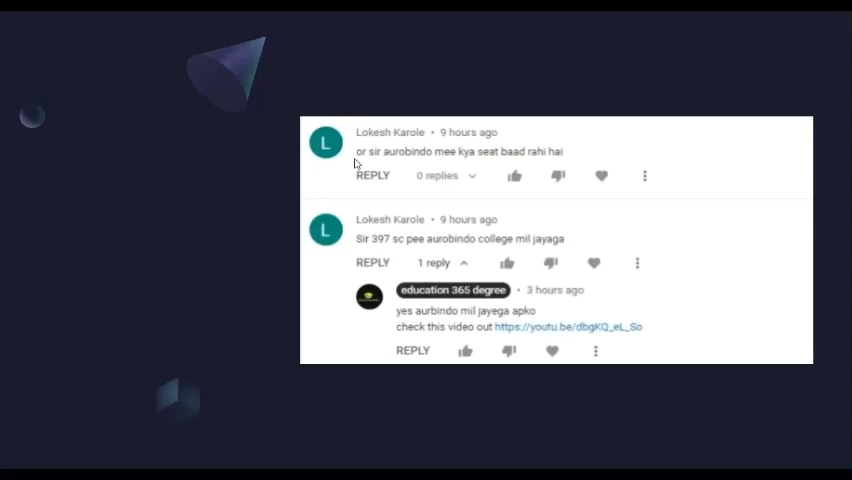 L
Lokesh Karole • 9 hours ago
or sir aurobindo mee kya seat baad rahi hai
REPLY 0 replies
L
Lokesh Karole • 9 hours ago
Sir 397 sc pee aurobindo college mil jayaga
REPLY 1 reply
education 365 degree • 3 hours ago
yes aurbindo mil jayega apko
check this video out https://youtu.be/dbgKQ_eL_So
REPLY